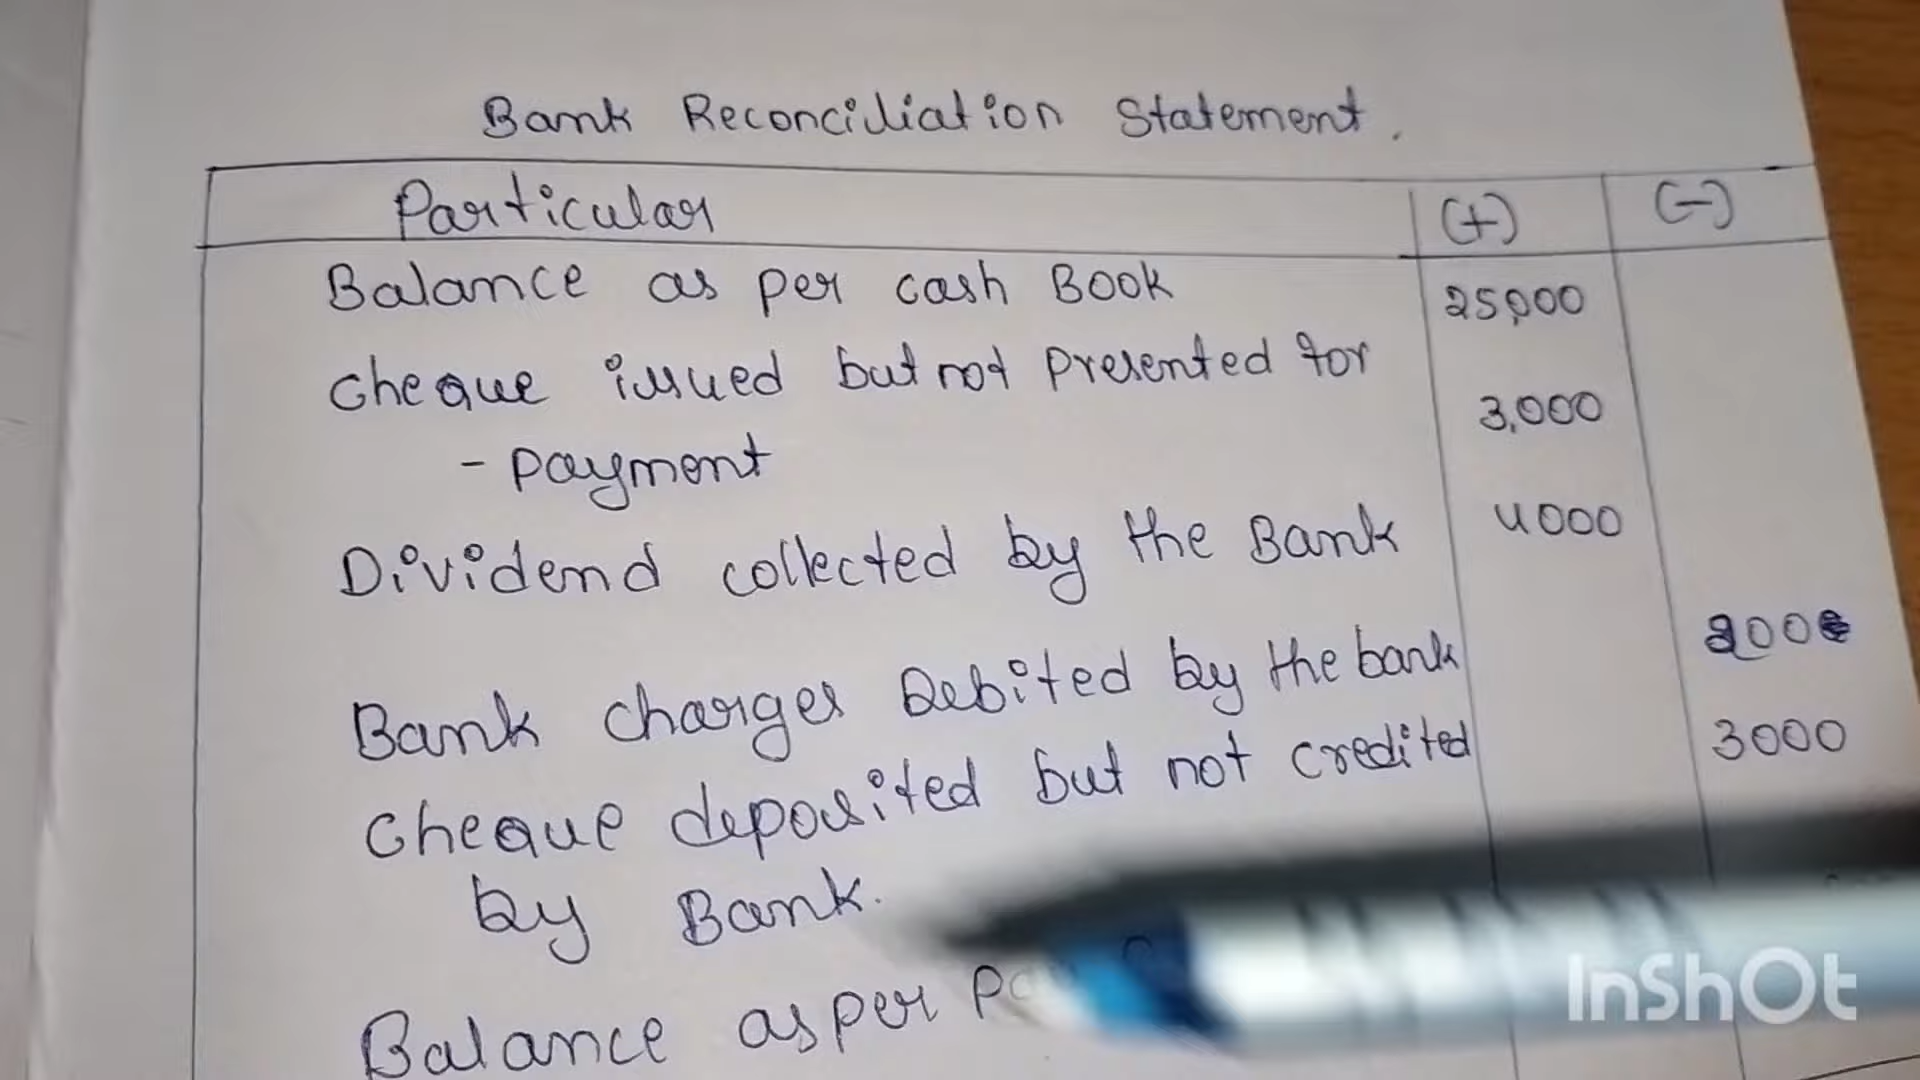 Bank Reconciliation Statement.
Particular (+) (-)
Balance as per cash Book 25,000
cheque issued but not presented for
- payment 3,000
Dividend collected by the Bank 4000
Bank charges Debited by the bank
cheque deposited but not credited 3000
by Bank.
Balance as per
InShOt